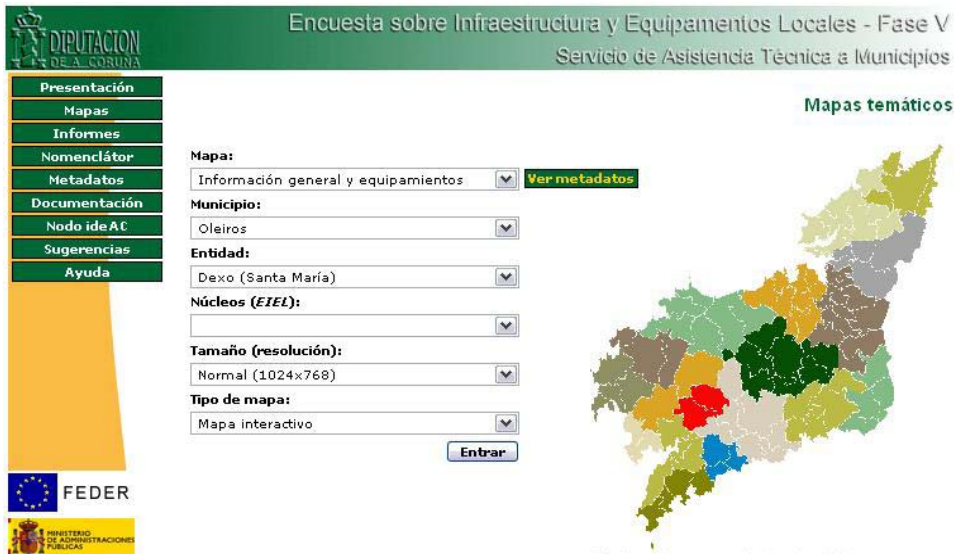 DIPUTACION
DE A CORUÑA
Encuesta sobre Infraestructura y Equipamentos Locales - Fase V
Servicio de Asistencia Técnica a Municipios
Presentación
Mapas
Informes
Nomenclátor
Metadatos
Documentación
Nodo ideAC
Sugerencias
Ayuda
Mapas temáticos
Mapa:
Información general y equipamientos
Ver metadatos
Municipio:
Oleiros
Entidad:
Dexo (Santa María)
Núcleos (EIEL):
Tamaño (resolución):
Normal (1024x768)
Tipo de mapa:
Mapa interactivo
Entrar
FEDER
MINISTERIO
DE ADMINISTRACIONES
PÚBLICAS